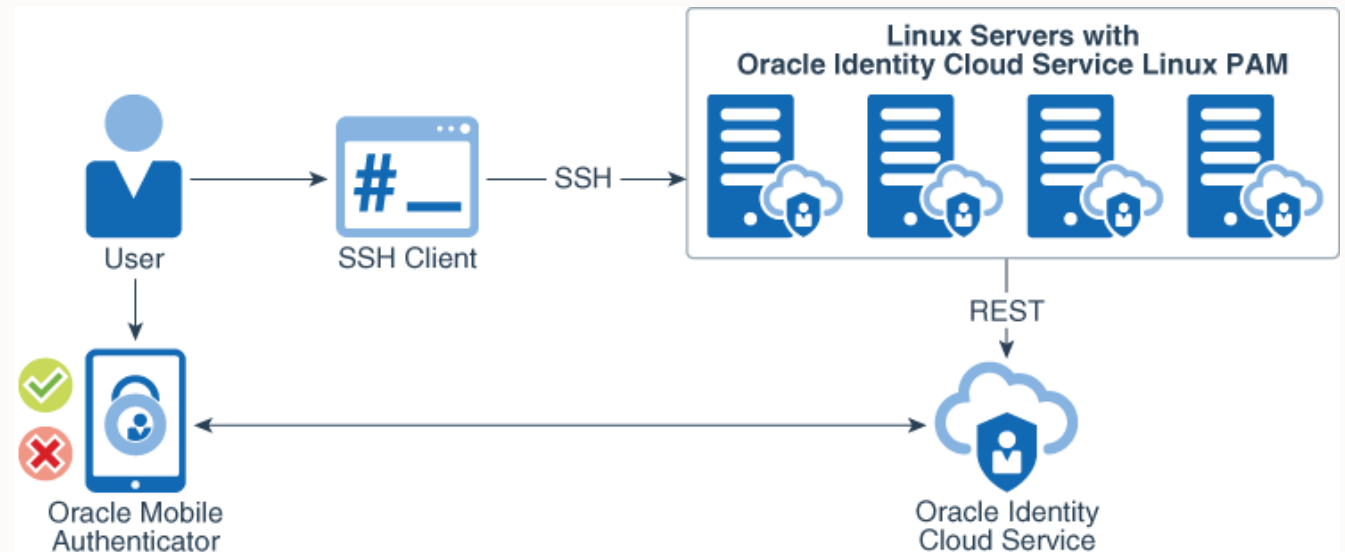 Linux Servers with
Oracle Identity Cloud Service Linux PAM
#_
SSH
User
SSH Client
REST
Oracle Mobile
Authenticator
Oracle Identity
Cloud Service